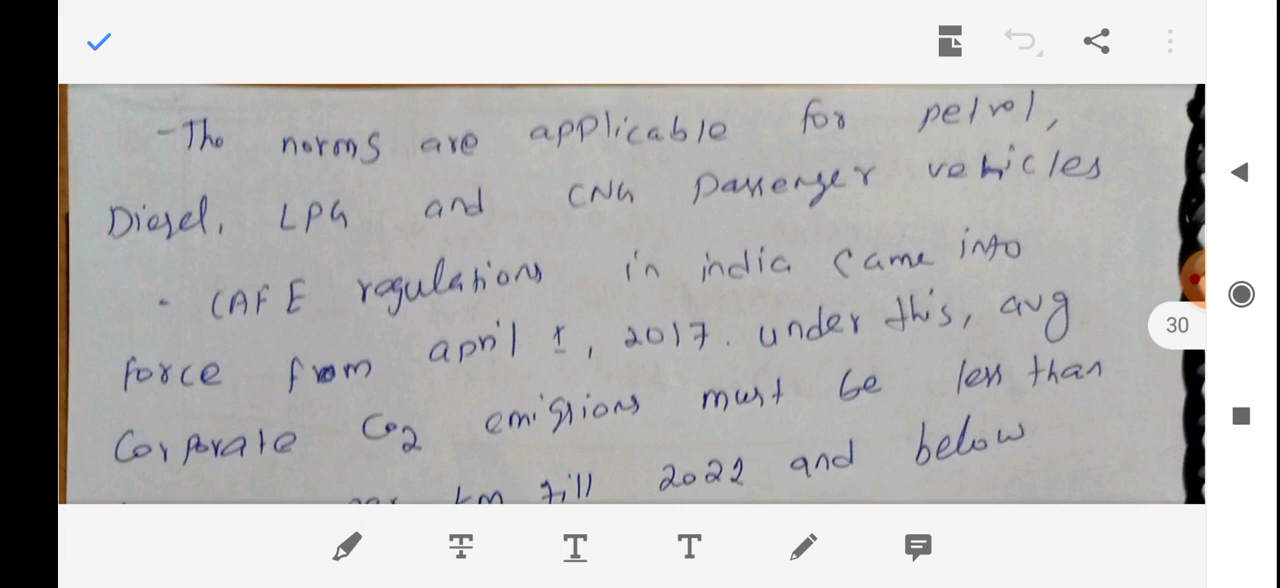 - The norms are applicable for petrol,
Diesel, LPG and CNG passenger vehicles
- CAFE regulations in india came into
force from april 1, 2017. under this, avg
30
corporate CO2 emissions must be less than
km till 2022 and below
T T T